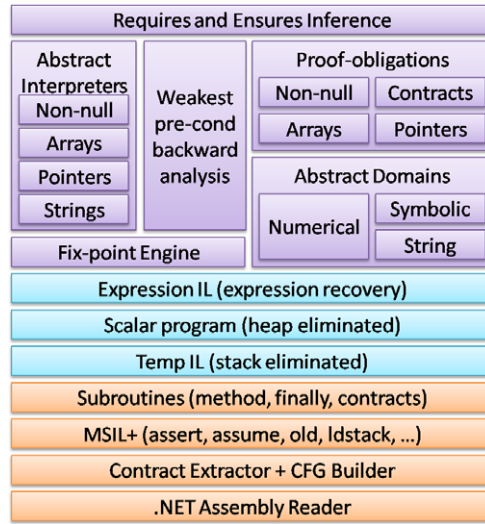 Requires and Ensures Inference
Abstract
Interpreters
Non-null
Arrays
Pointers
Strings
Weakest
pre-cond
backward
analysis
Proof-obligations
Non-null
Contracts
Arrays
Pointers
Abstract Domains
Numerical
Symbolic
String
Fix-point Engine
Expression IL (expression recovery)
Scalar program (heap eliminated)
Temp IL (stack eliminated)
Subroutines (method, finally, contracts)
MSIL+ (assert, assume, old, ldstack, ...)
Contract Extractor + CFG Builder
.NET Assembly Reader